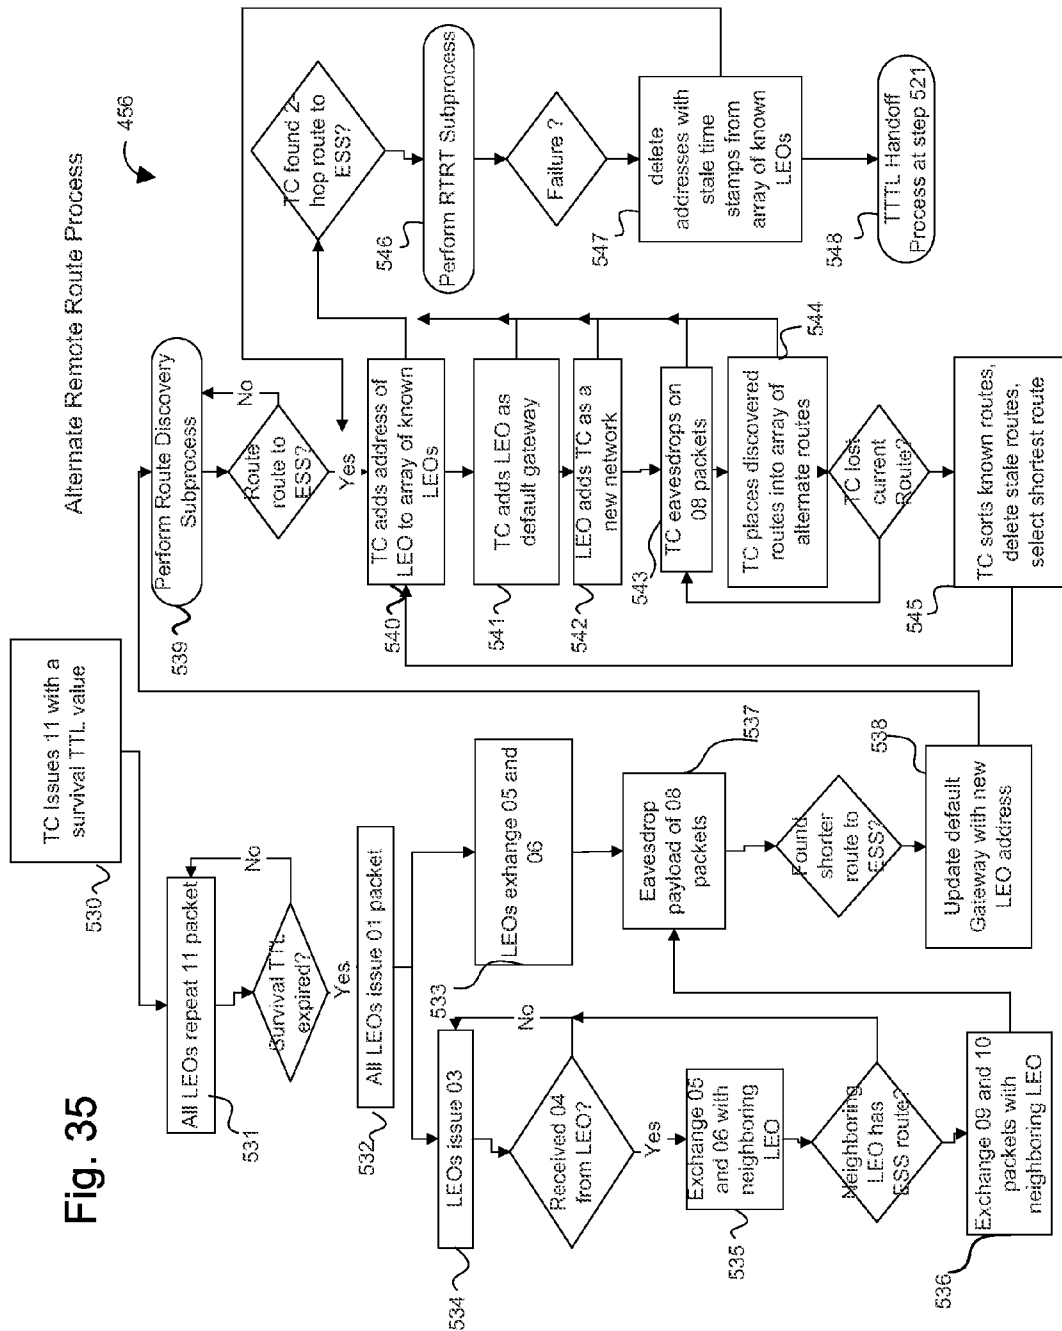 Fig. 35
Alternate Remote Route Process
456
TC Issues 11 with a
survival TTL value
530
All LEOs repeat 11 packet
531
No
Survival TTL
expired?
Yes
All LEOs issue 01 packet
532
LEOs exhange 05 and
06
533
LEOs issue 03
534
No
Received 04
from LEO?
Yes
Exchange 05
and 06 with
neighboring
LEO
535
Neighboring
LEO has
ESS route?
Exchange 09 and 10
packets with
neighboring LEO
536
Eavesdrop
payload of 08
packets
537
Found
shorter
route to
ESS?
Update default
Gateway with new
LEO address
538
Perform Route Discovery
Subprocess
539
No
Route
route to
ESS?
Yes
TC adds address of
LEO to array of known
LEOs
540
TC adds LEO as
default gateway
541
LEO adds TC as a
new network
542
TC eavesdrops on
08 packets
543
TC places discovered
routes into array of
alternate routes
544
TC lost
current
Route?
TC sorts known routes,
delete stale routes,
select shortest route
545
TC found 2-
hop route to
ESS?
Perform RTRT Subprocess
546
Failure ?
delete
addresses with
stale time
stamps from
array of known
LEOs
547
TTTL Handoff
Process at step 521
548